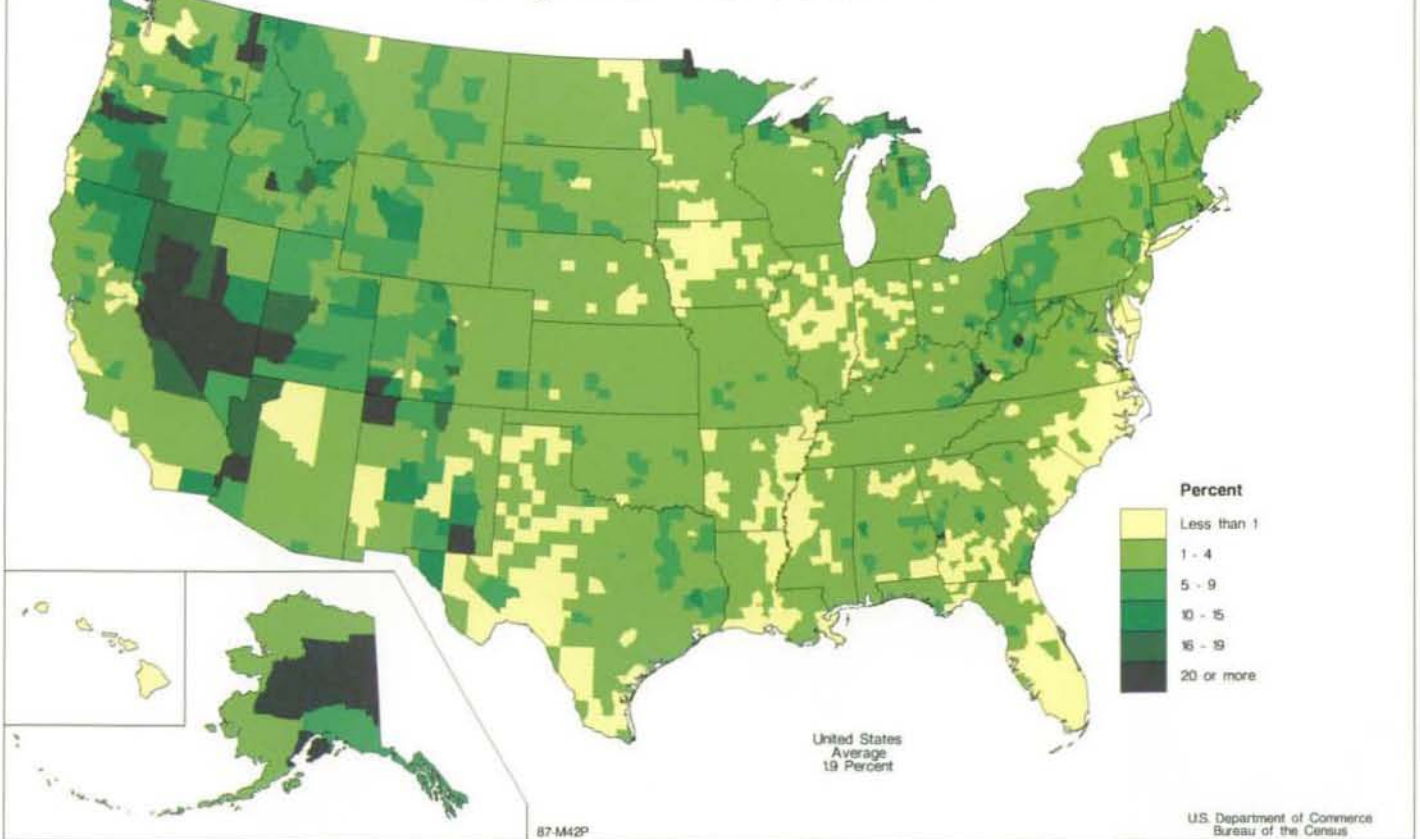 Percent
Less than 1
1 - 4
5 - 9
10 - 15
16 - 19
20 or more
United States
Average
1.9 Percent
87-M42P
U.S. Department of Commerce
Bureau of the Census